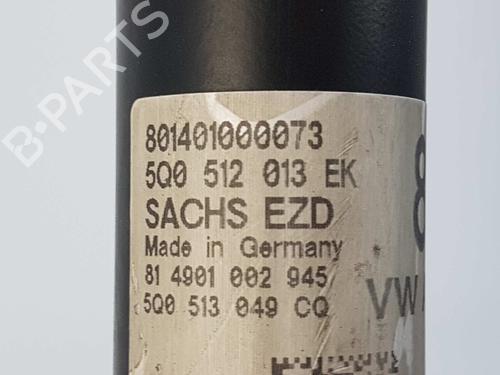 B-PARTS
801401000073
5Q0 512 013 EK
SACHS EZD
Made in Germany
81 4901 002 945
5Q0 513 049 CQ
VW